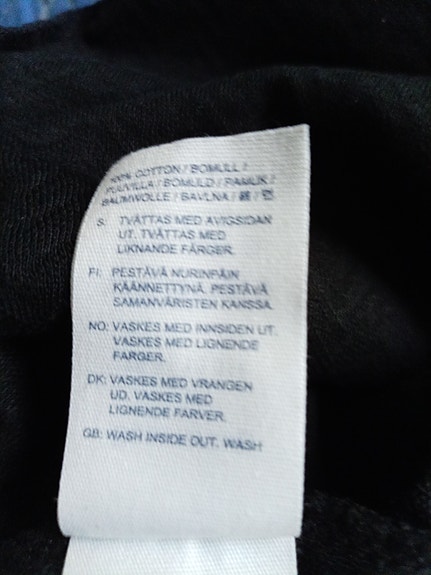 100% COTTON / BOMULL /
PUUVILLA / BOMULD / PAMUK /
BAUMWOLLE / BAVLNA / 棉 /
S: TVÄTTAS MED AVIGSIDAN
UT. TVÄTTAS MED
LIKNANDE FÄRGER.
FI: PESTÄVÄ NURINPÄIN
KÄÄNNETTYNÄ. PESTÄVÄ
SAMANVÄRISTEN KANSSA.
NO: VASKES MED INNSIDEN UT.
VASKES MED LIGNENDE
FARGER.
DK: VASKES MED VRANGEN
UD. VASKES MED
LIGNENDE FARVER.
GB: WASH INSIDE OUT. WASH